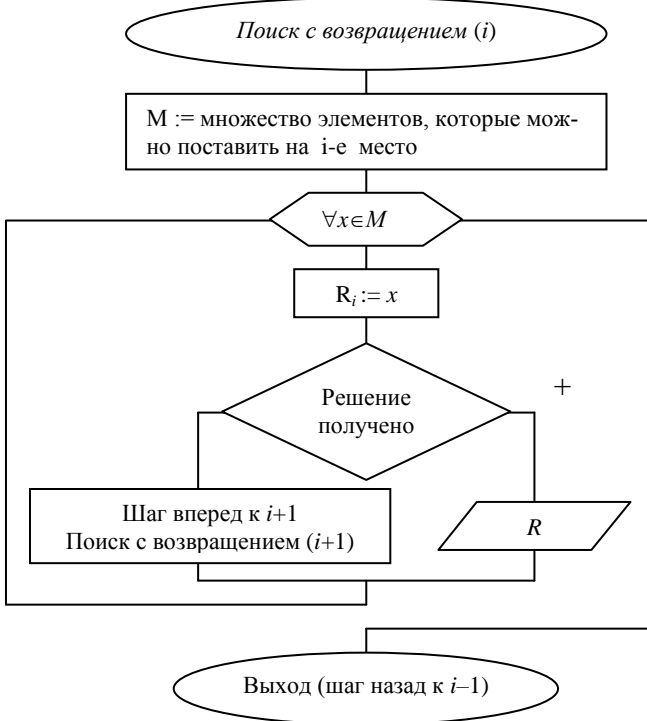 Поиск с возвращением (i)
M := множество элементов, которые мож-
но поставить на i-е место
∀x∈M
Rᵢ := x
Решение
получено
+
Шаг вперед к i+1
Поиск с возвращением (i+1)
R
Выход (шаг назад к i–1)